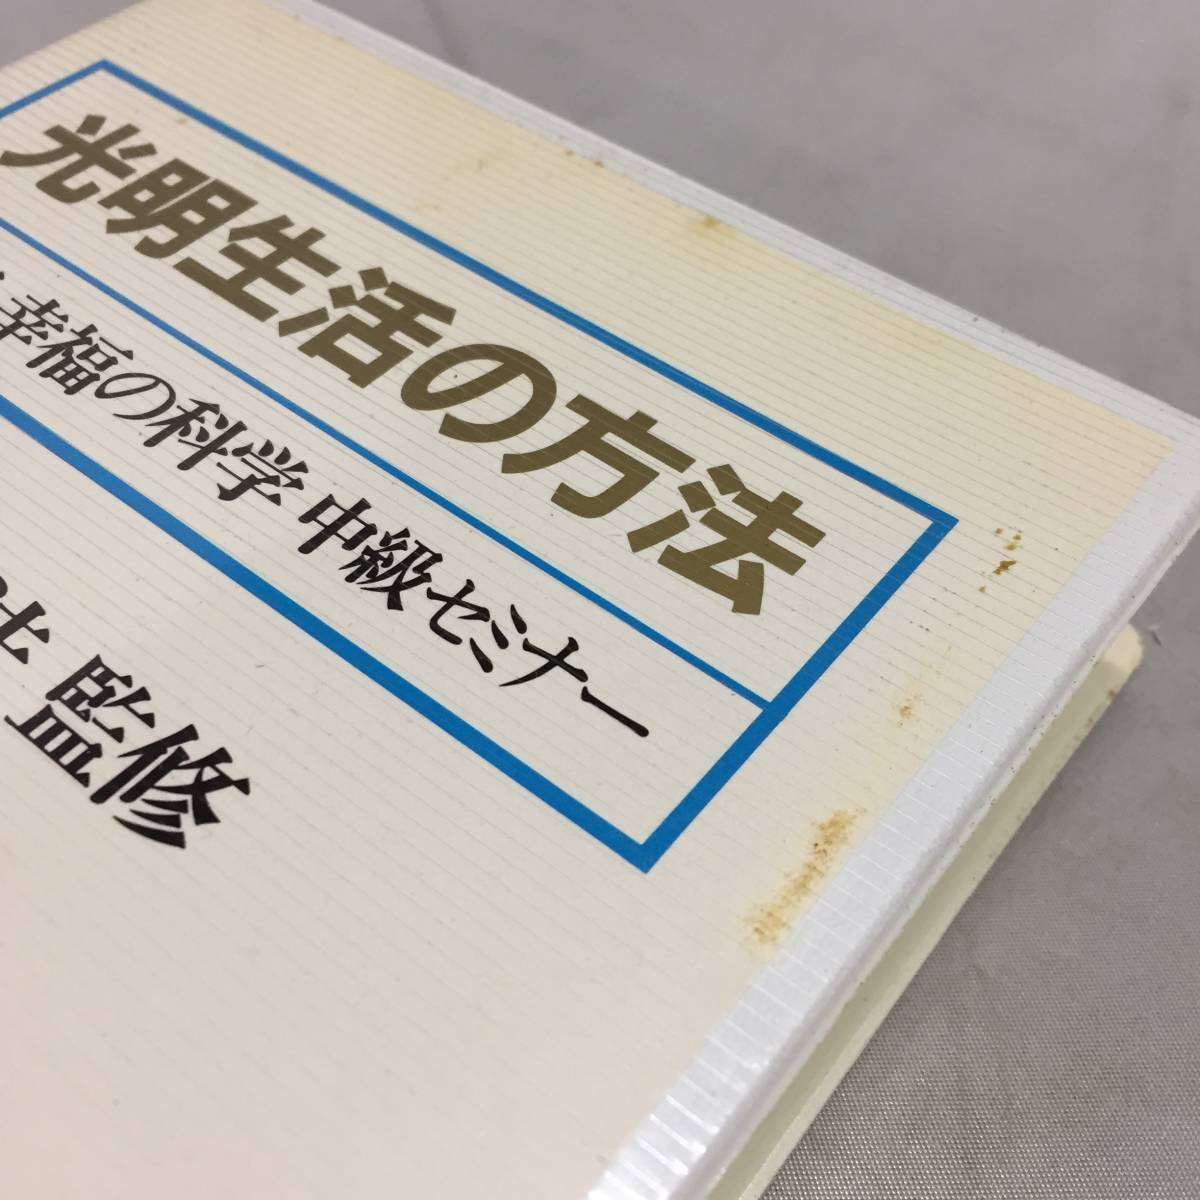 光明生活の方法
幸福の科学 中級セミナー
法 監修